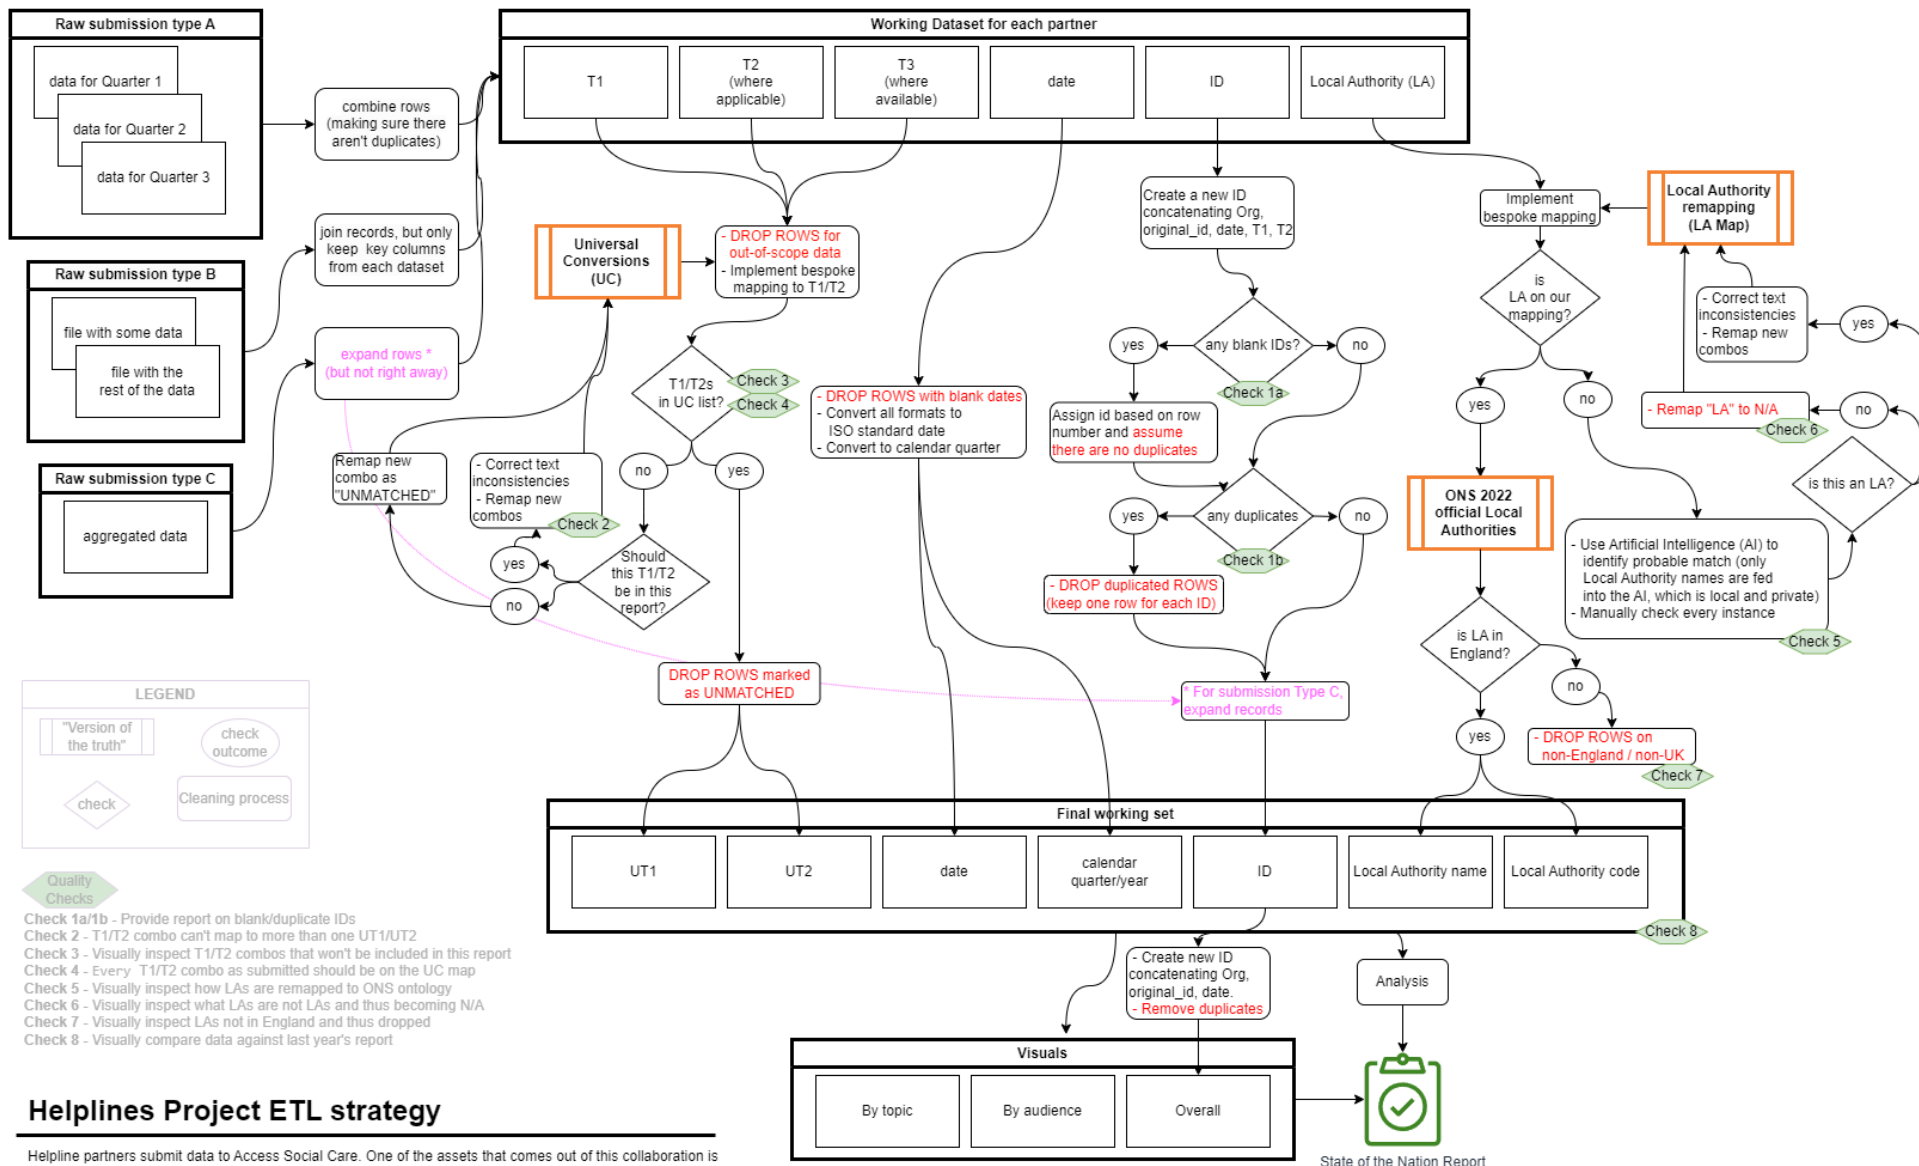 Raw submission type A
data for Quarter 1
data for Quarter 2
data for Quarter 3
Raw submission type B
file with some data
file with the
rest of the data
Raw submission type C
aggregated data
combine rows
(making sure there
aren't duplicates)
join records, but only
keep key columns
from each dataset
expand rows *
(but not right away)
Working Dataset for each partner
T1
T2
(where
applicable)
T3
(where
available)
date
ID
Local Authority (LA)
Universal
Conversions
(UC)
- DROP ROWS for
out-of-scope data
- Implement bespoke
mapping to T1/T2
T1/T2s
in UC list?
Check 3
Check 4
no
yes
Remap new
combo as
"UNMATCHED"
- Correct text
inconsistencies
- Remap new
combos
Check 2
yes
no
Should
this T1/T2
be in this
report?
DROP ROWS marked
as UNMATCHED
- DROP ROWS with blank dates
- Convert all formats to
ISO standard date
- Convert to calendar quarter
Create a new ID
concatenating Org,
original_id, date, T1, T2
any blank IDs?
yes
no
Check 1a
Assign id based on row
number and assume
there are no duplicates
any duplicates
yes
no
Check 1b
- DROP duplicated ROWS
(keep one row for each ID)
* For submission Type C,
expand records
Implement
bespoke mapping
Local Authority
remapping
(LA Map)
is
LA on our
mapping?
- Correct text
inconsistencies
- Remap new
combos
yes
yes
no
- Remap "LA" to N/A
Check 6
no
is this an LA?
ONS 2022
official Local
Authorities
- Use Artificial Intelligence (AI) to
identify probable match (only
Local Authority names are fed
into the AI, which is local and private)
- Manually check every instance
Check 5
is LA in
England?
no
yes
- DROP ROWS on
non-England / non-UK
Check 7
LEGEND
"Version of
the truth"
check
outcome
check
Cleaning process
Quality
Checks
Check 1a/1b - Provide report on blank/duplicate IDs
Check 2 - T1/T2 combo can't map to more than one UT1/UT2
Check 3 - Visually inspect T1/T2 combos that won't be included in this report
Check 4 - Every T1/T2 combo as submitted should be on the UC map
Check 5 - Visually inspect how LAs are remapped to ONS ontology
Check 6 - Visually inspect what LAs are not LAs and thus becoming N/A
Check 7 - Visually inspect LAs not in England and thus dropped
Check 8 - Visually compare data against last year's report
Final working set
UT1
UT2
date
calendar
quarter/year
ID
Local Authority name
Local Authority code
Check 8
- Create new ID
concatenating Org,
original_id, date.
- Remove duplicates
Analysis
Visuals
By topic
By audience
Overall
State of the Nation Report
Helplines Project ETL strategy
Helpline partners submit data to Access Social Care. One of the assets that comes out of this collaboration is